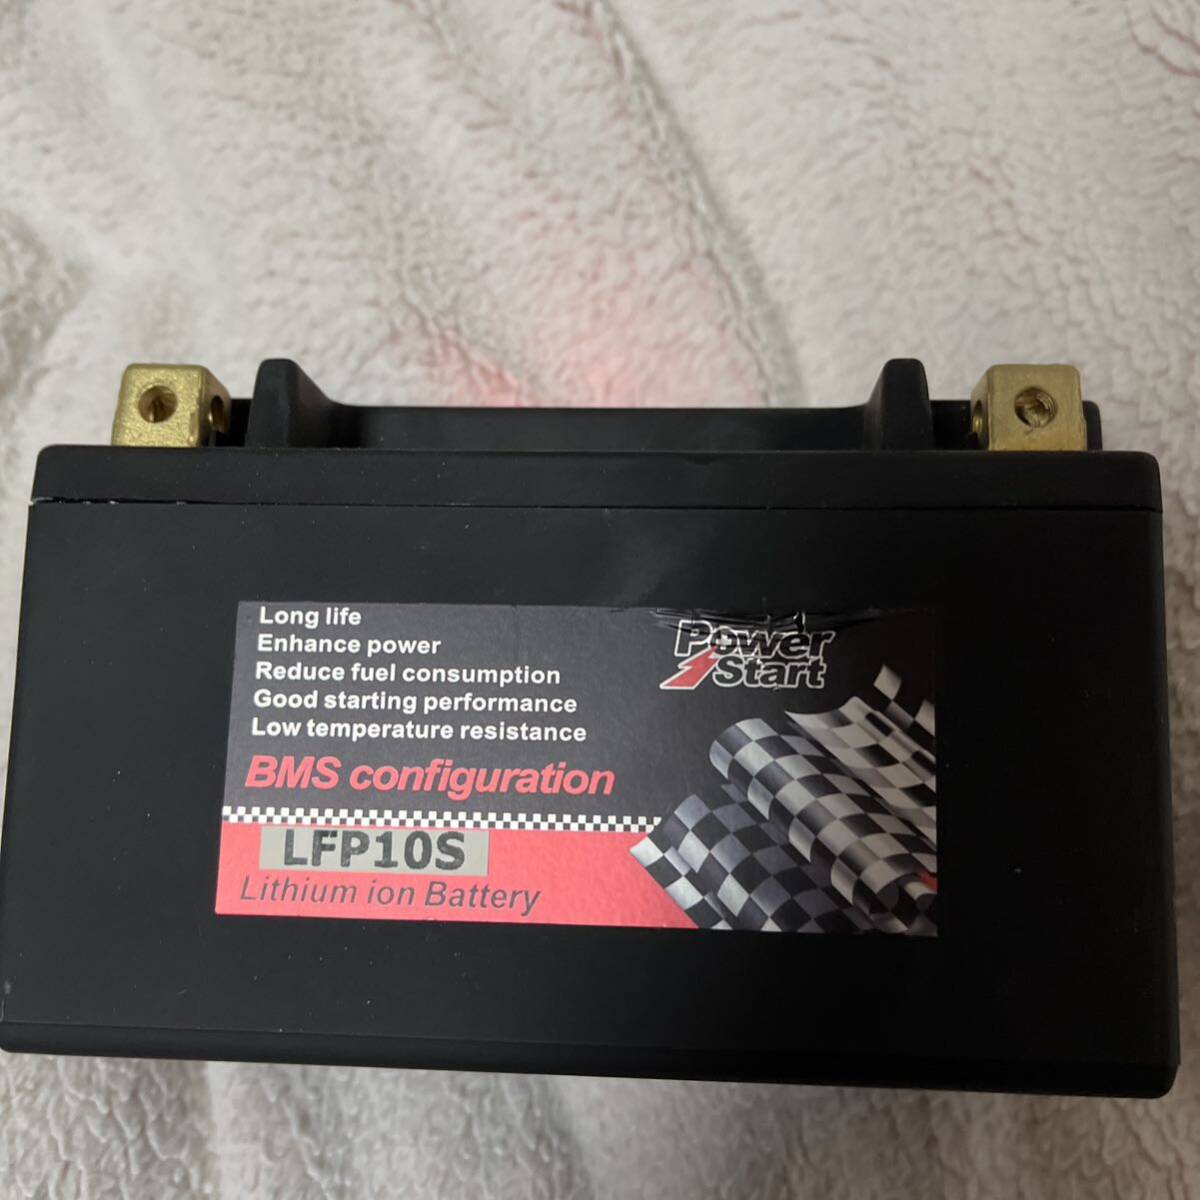 Long life
Enhance power
Reduce fuel consumption
Good starting performance
Low temperature resistance
BMS configuration
Power
Start
LFP10S
Lithium ion Battery